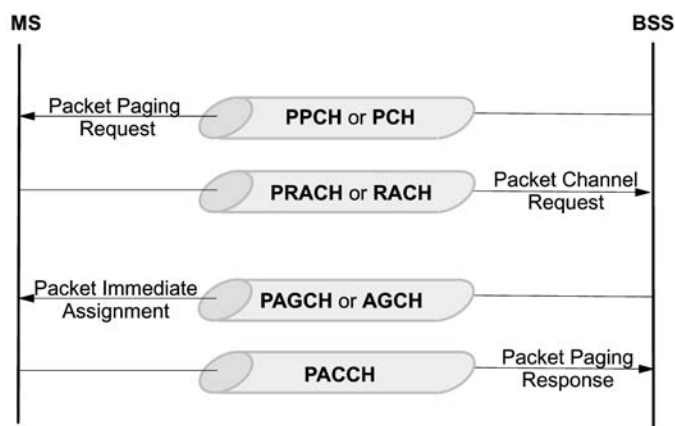 MS
BSS
Packet Paging
Request
PPCH or PCH
PRACH or RACH
Packet Channel
Request
Packet Immediate
Assignment
PAGCH or AGCH
PACCH
Packet Paging
Response